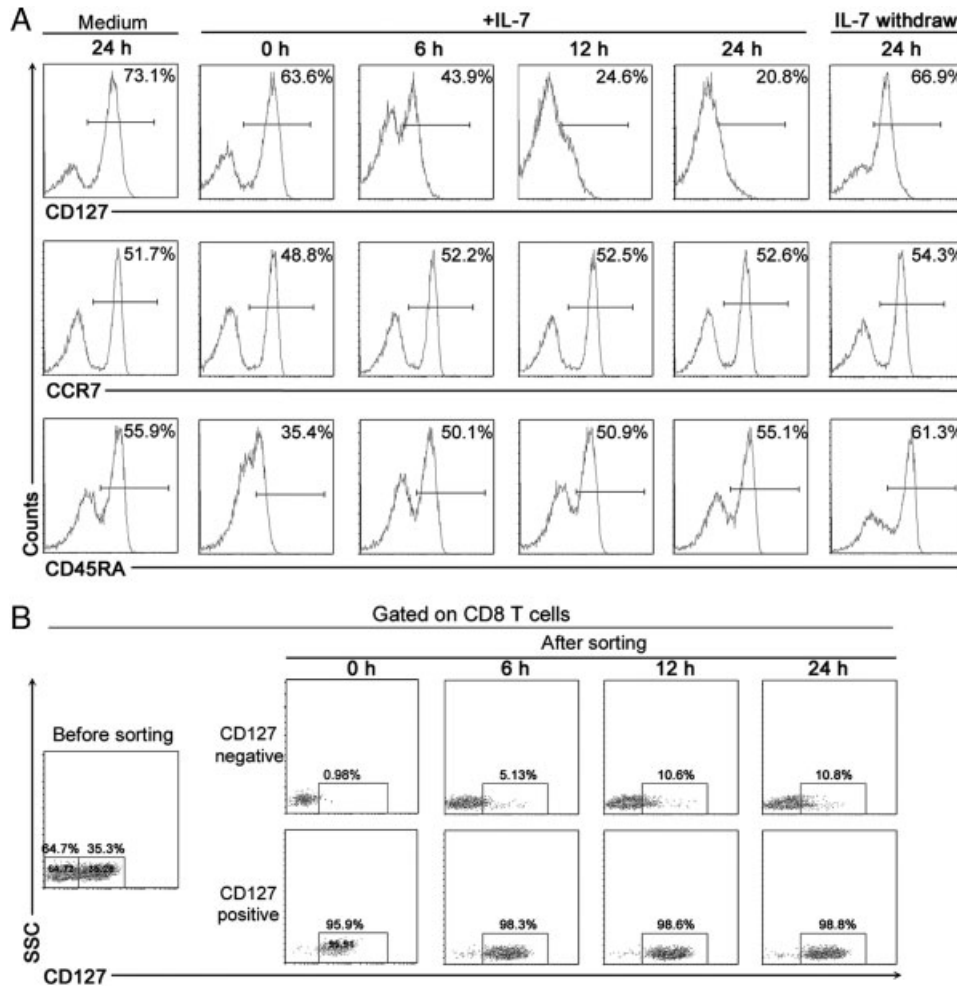 A
Medium +IL-7 IL-7 withdraw
24 h 0 h 6 h 12 h 24 h 24 h
73.1% 63.6% 43.9% 24.6% 20.8% 66.9%
CD127
51.7% 48.8% 52.2% 52.5% 52.6% 54.3%
CCR7
55.9% 35.4% 50.1% 50.9% 55.1% 61.3%
Counts
CD45RA
B
Gated on CD8 T cells
After sorting
0 h 6 h 12 h 24 h
Before sorting
CD127
negative
0.98% 5.13% 10.6% 10.8%
64.7% 35.3%
CD127
positive
95.9% 98.3% 98.6% 98.8%
SSC
CD127